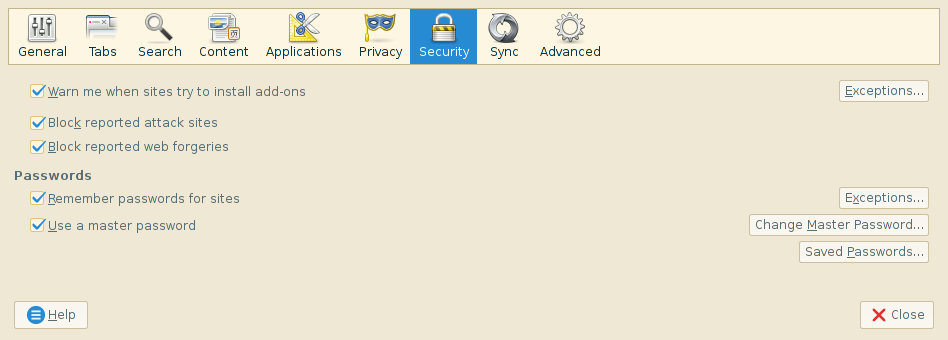 General Tabs Search Content Applications Privacy Security Sync Advanced
Warn me when sites try to install add-ons Exceptions...
Block reported attack sites
Block reported web forgeries
Passwords
Remember passwords for sites Exceptions...
Use a master password Change Master Password...
Saved Passwords...
Help Close